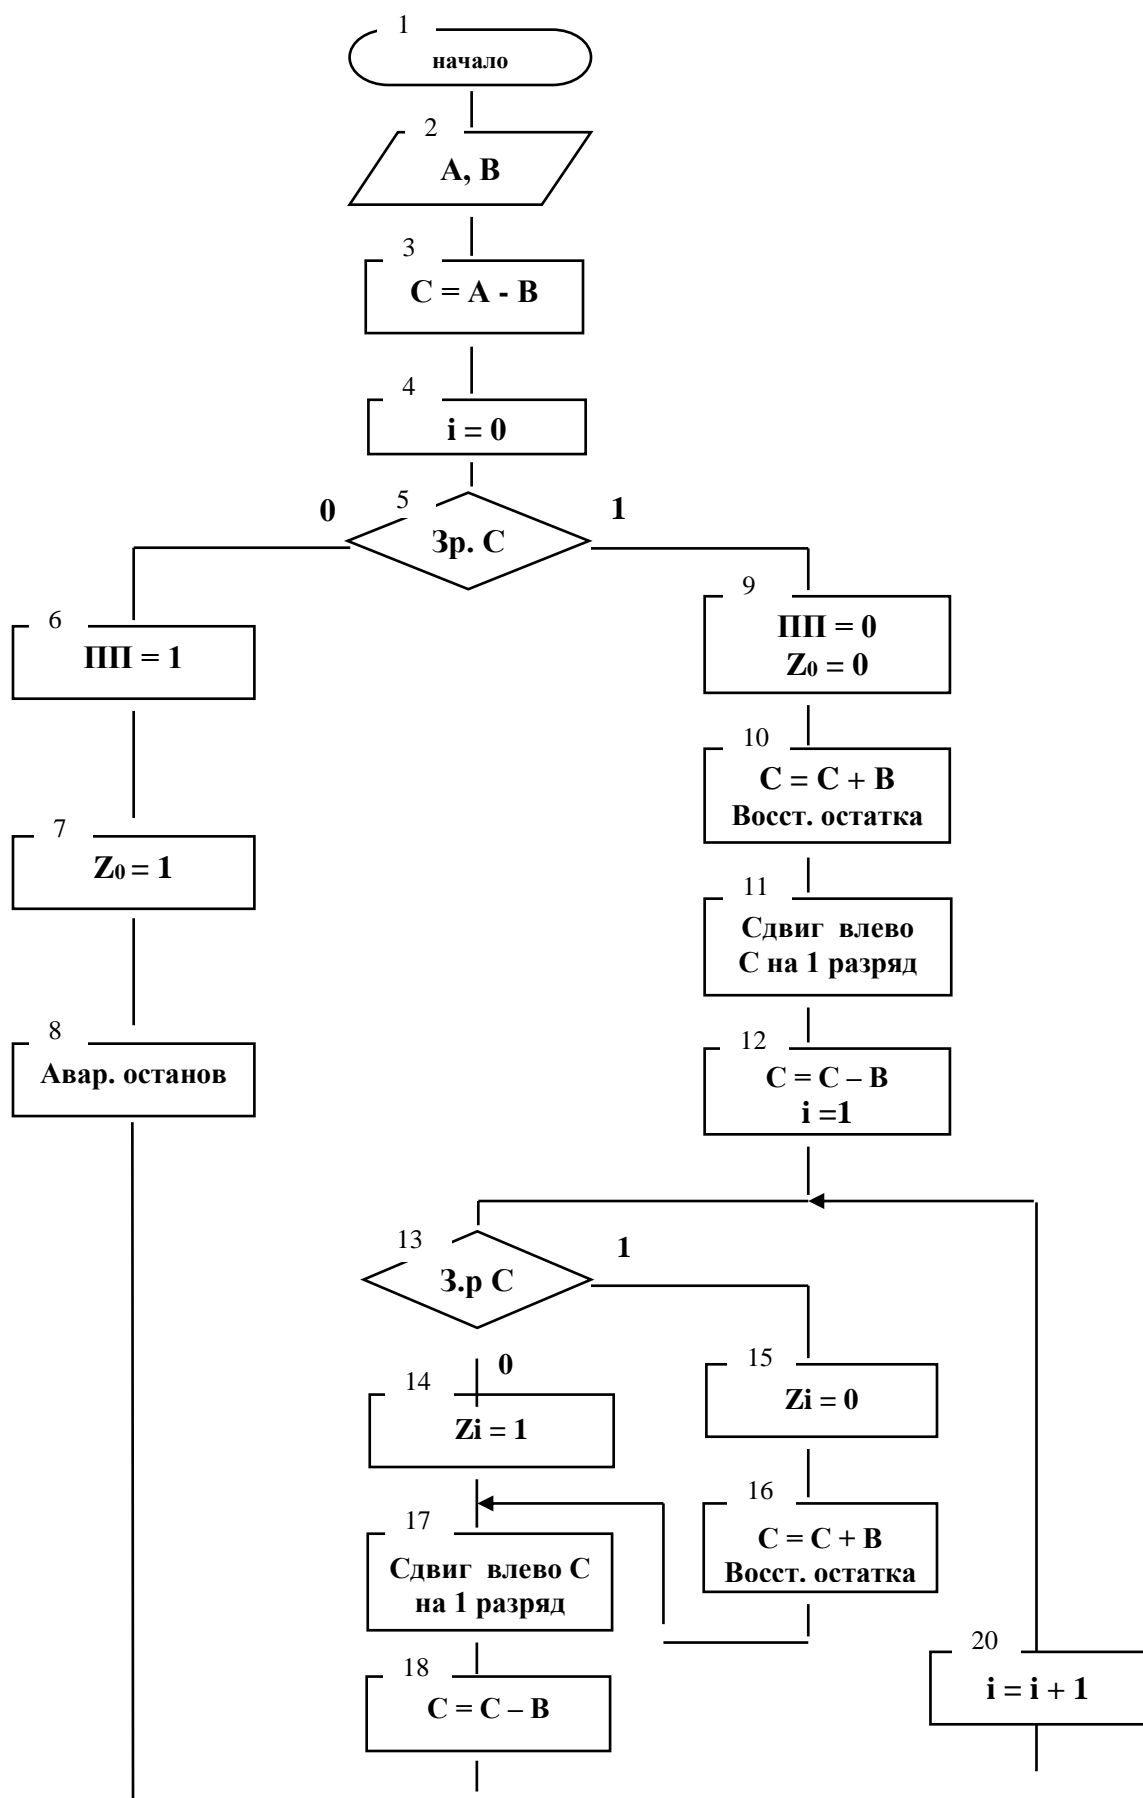 1
начало
2
А, В
3
С = А - В
4
i = 0
5
0
1
Зр. С
6
ПП = 1
7
Z₀ = 1
8
Авар. останов
9
ПП = 0
Z₀ = 0
10
С = С + В
Восст. остатка
11
Сдвиг влево
С на 1 разряд
12
С = С – В
i =1
13
1
З.р С
0
14
Zi = 1
15
Zi = 0
16
С = С + В
Восст. остатка
17
Сдвиг влево С
на 1 разряд
18
С = С – В
20
i = i + 1